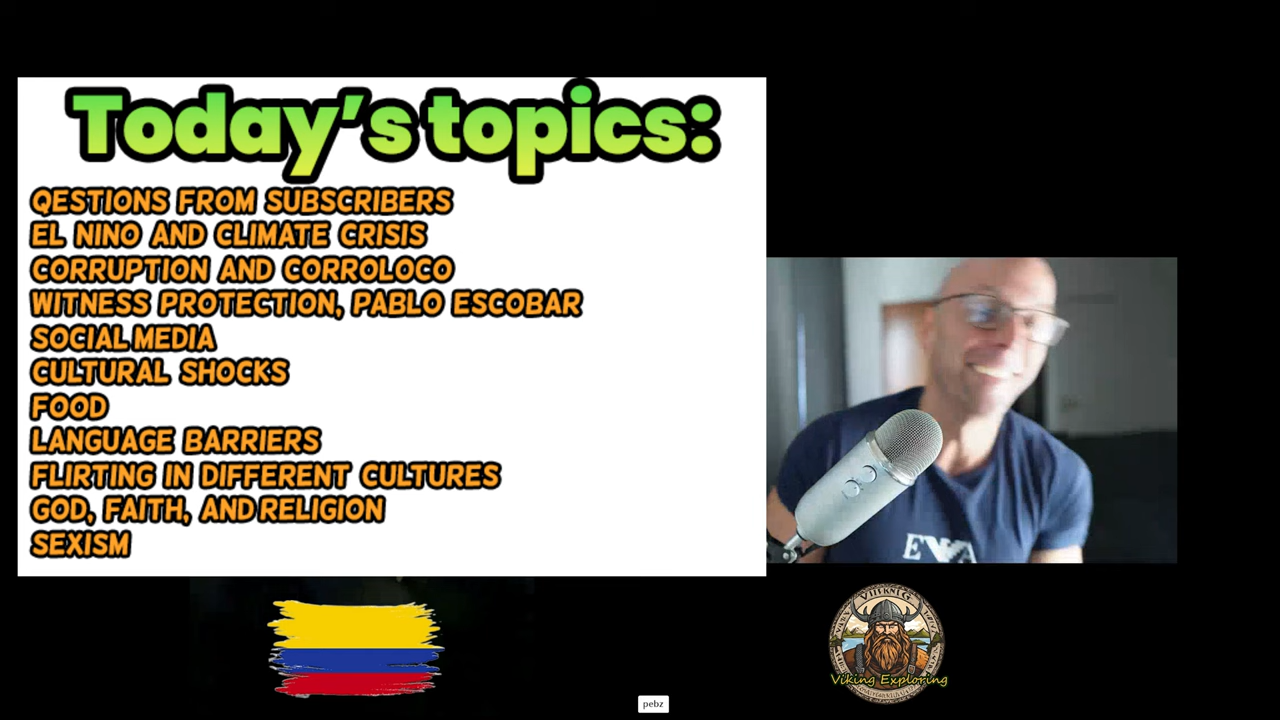 Today's topics:
QESTIONS FROM SUBSCRIBERS
EL NINO AND CLIMATE CRISIS
CORRUPTION AND CORROLOCO
WITNESS PROTECTION, PABLO ESCOBAR
SOCIAL MEDIA
CULTURAL SHOCKS
FOOD
LANGUAGE BARRIERS
FLIRTING IN DIFFERENT CULTURES
GOD, FAITH, AND RELIGION
SEXISM
Viking Exploring
pebz